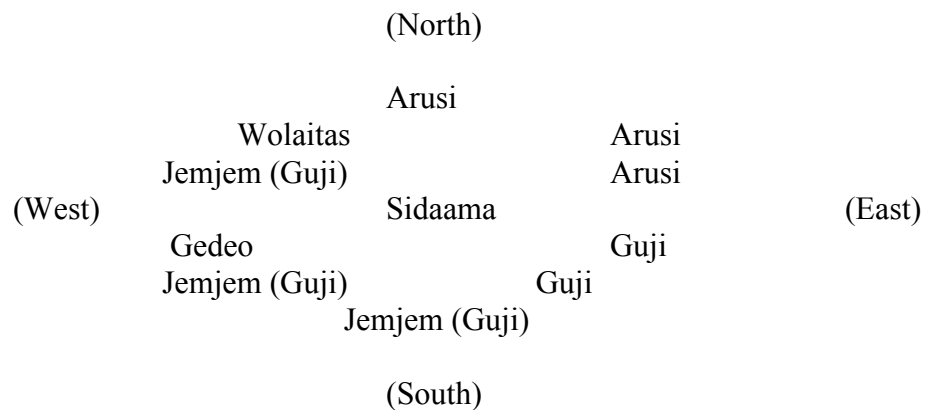 (North)
Arusi
Wolaitas Arusi
Jemjem (Guji) Arusi
(West) Sidaama (East)
Gedeo Guji
Jemjem (Guji) Guji
Jemjem (Guji)
(South)